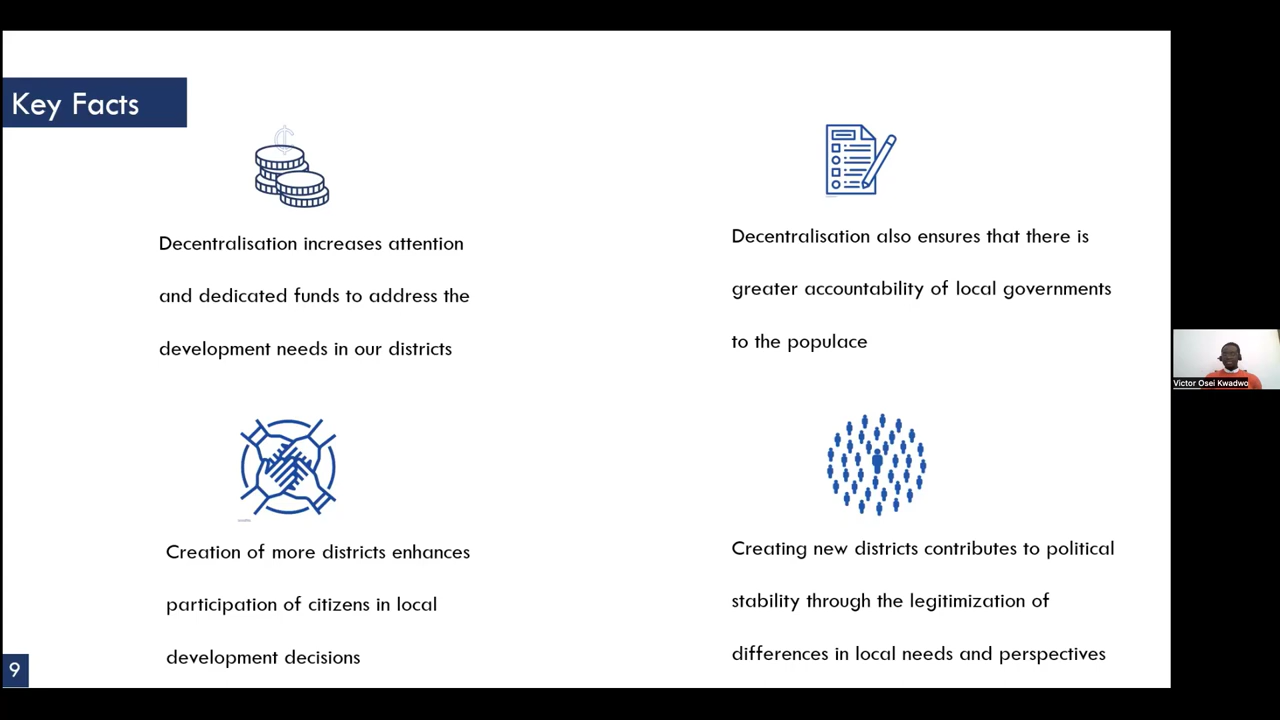 Key Facts
₵
Decentralisation increases attention
and dedicated funds to address the
development needs in our districts
Decentralisation also ensures that there is
greater accountability of local governments
to the populace
Creation of more districts enhances
participation of citizens in local
development decisions
Creating new districts contributes to political
stability through the legitimization of
differences in local needs and perspectives
9
Victor Osei Kwadwo